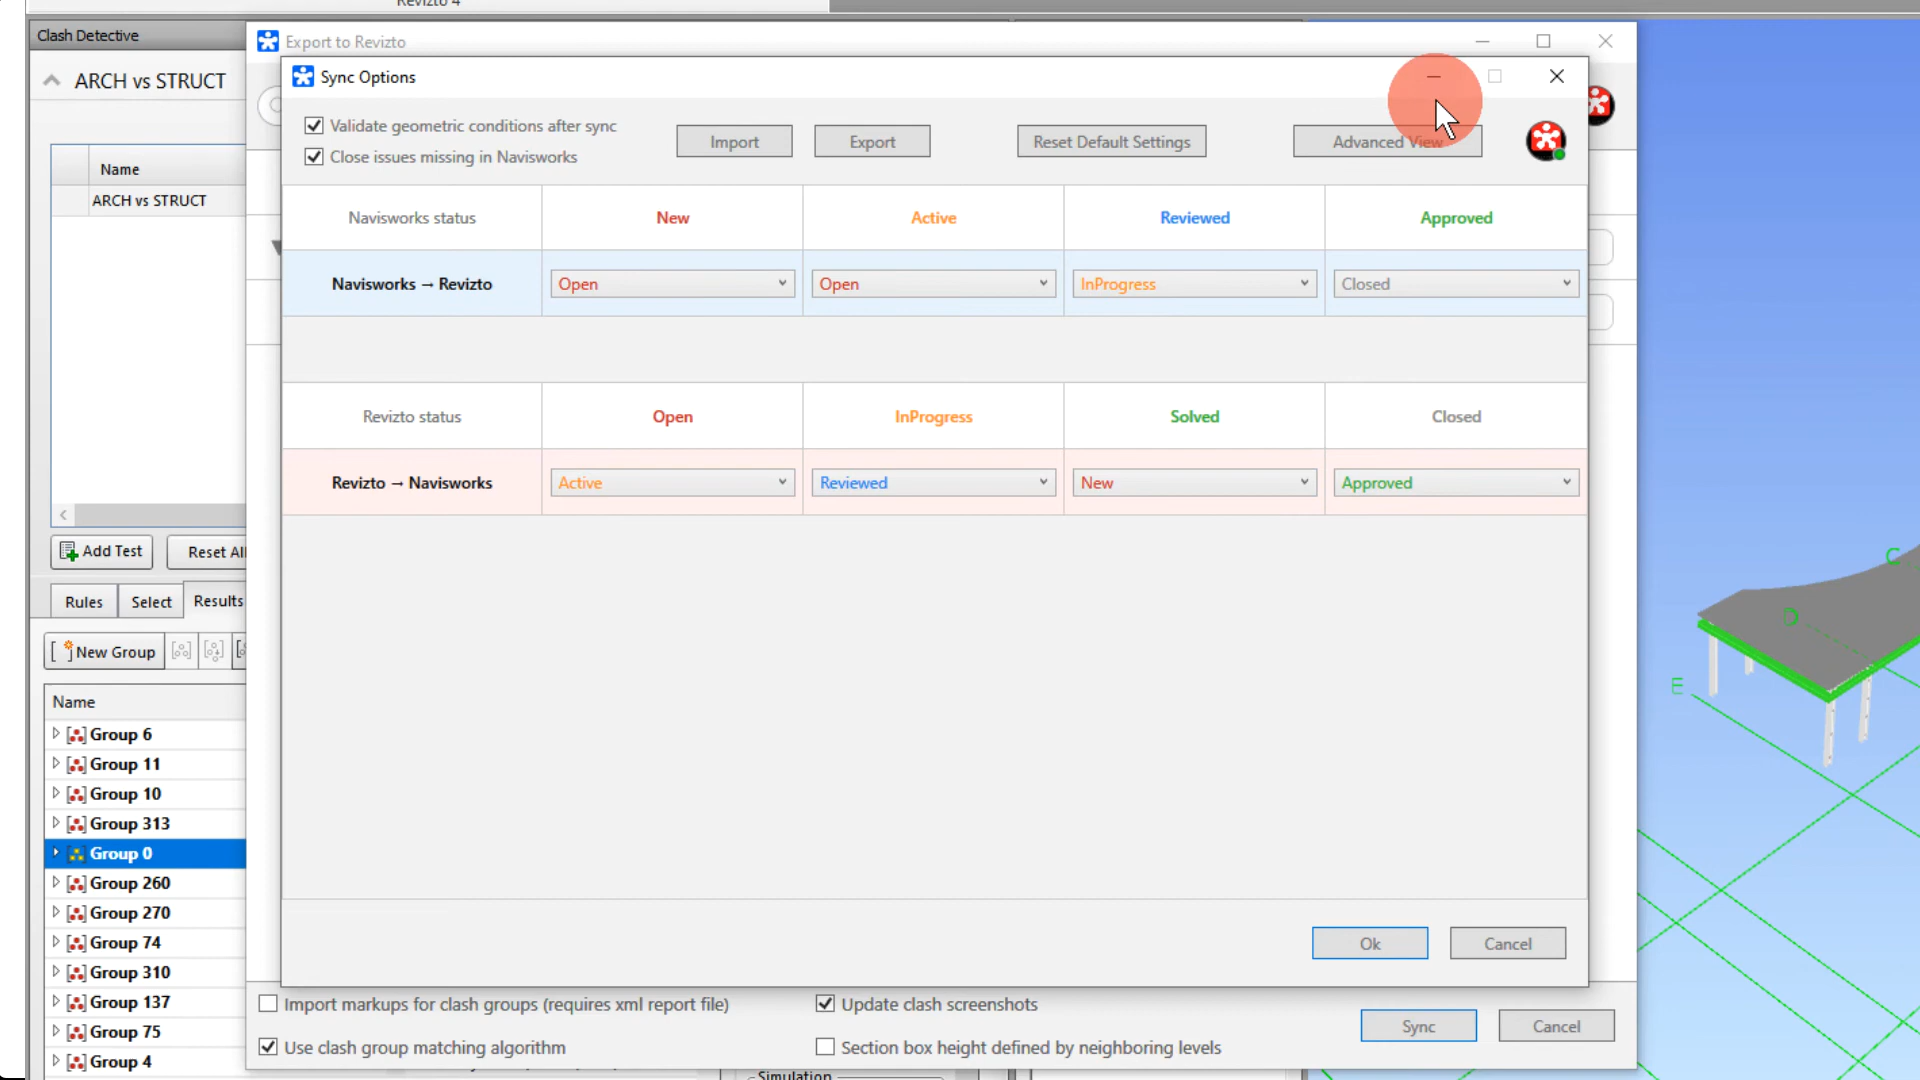 Revizto 4
Clash Detective
Export to Revizto
ARCH vs STRUCT
Sync Options
Validate geometric conditions after sync
Close issues missing in Navisworks
Import
Export
Reset Default Settings
Advanced View
Name
ARCH vs STRUCT
Navisworks status
New
Active
Reviewed
Approved
Navisworks → Revizto
Open
Open
InProgress
Closed
Revizto status
Open
InProgress
Solved
Closed
Revizto → Navisworks
Active
Reviewed
New
Approved
Add Test
Reset All
Rules
Select
Results
New Group
Name
Group 6
Group 11
Group 10
Group 313
Group 0
Group 260
Group 270
Group 74
Group 310
Group 137
Group 75
Group 4
Ok
Cancel
Import markups for clash groups (requires xml report file)
Update clash screenshots
Use clash group matching algorithm
Section box height defined by neighboring levels
Sync
Cancel
Simulation
C
D
E